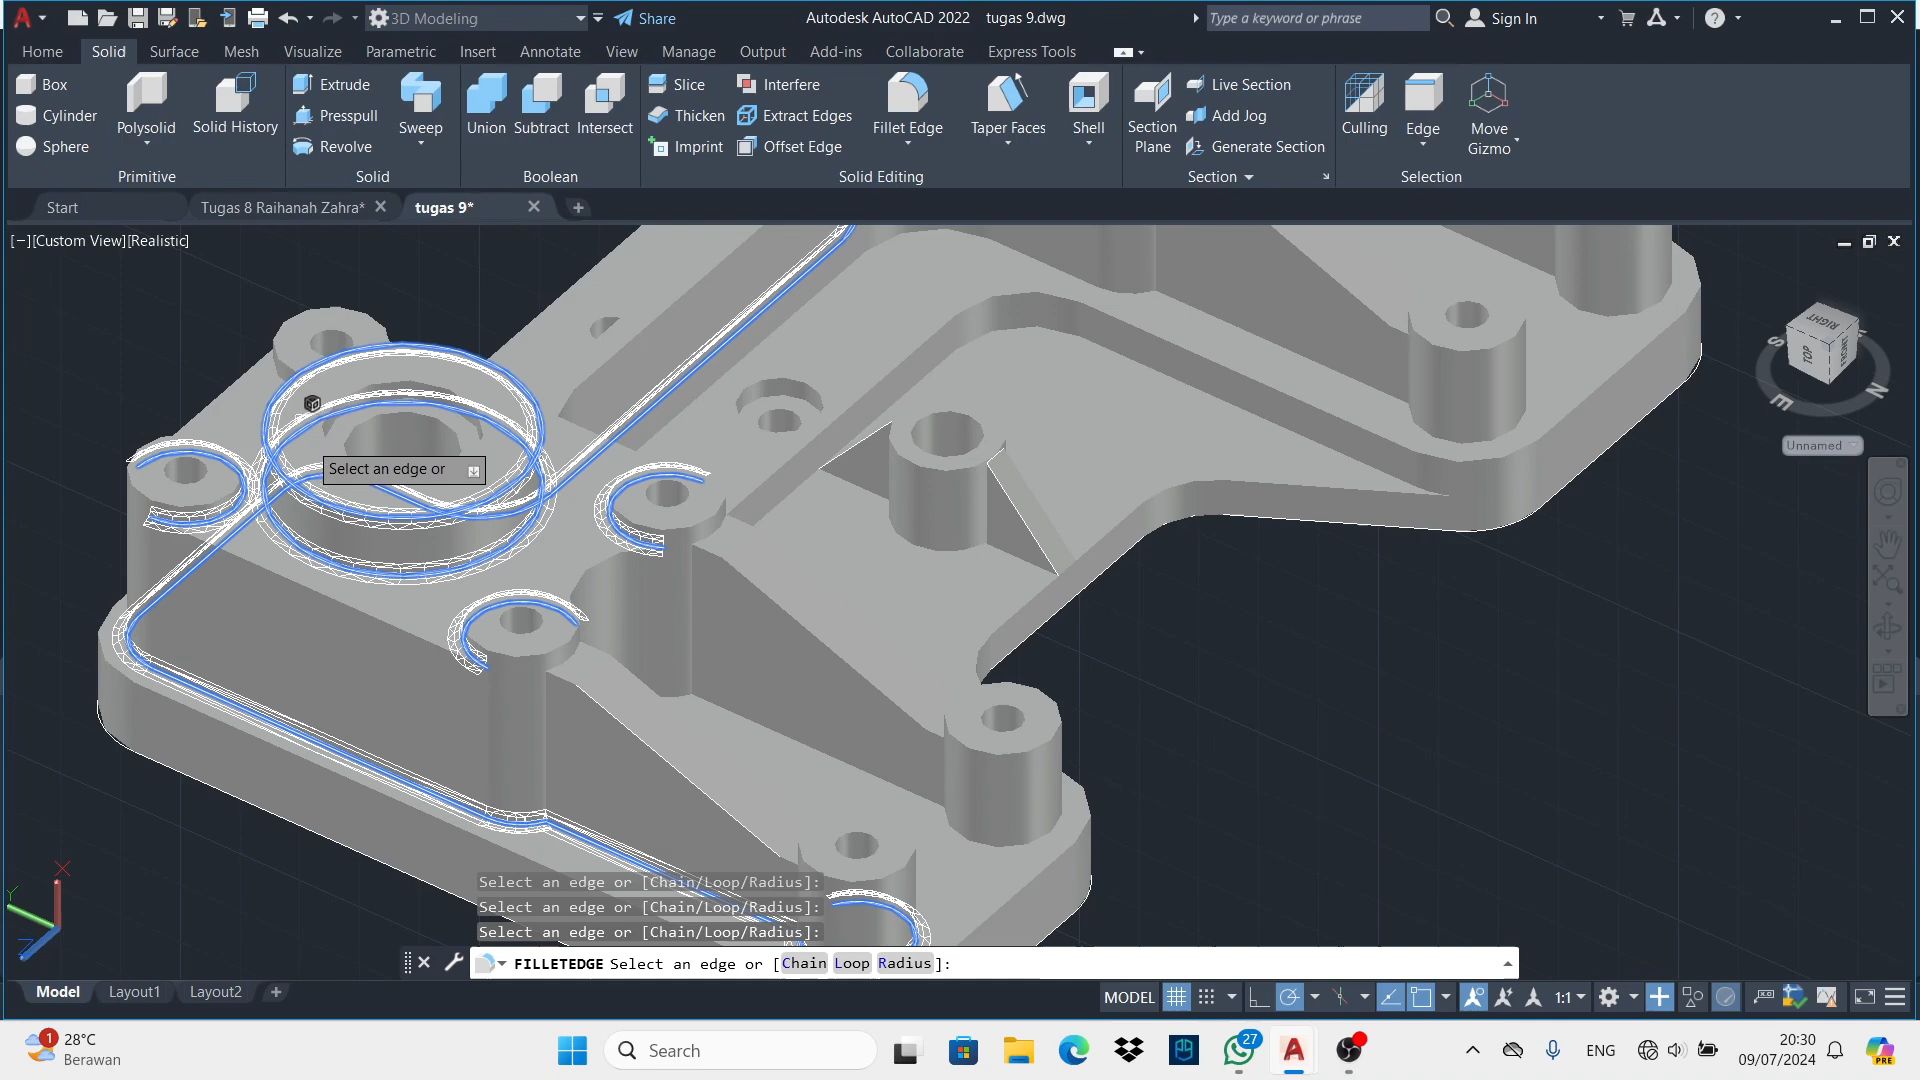 3D Modeling
Share
Autodesk AutoCAD 2022 tugas 9.dwg
Type a keyword or phrase
Sign In
Home Solid Surface Mesh Visualize Parametric Insert Annotate View Manage Output Add-ins Collaborate Express Tools
Box
Cylinder
Sphere
Polysolid
Solid History
Primitive
Extrude
Presspull
Revolve
Sweep
Solid
Union
Subtract
Intersect
Boolean
Slice
Thicken
Imprint
Interfere
Extract Edges
Offset Edge
Fillet Edge
Taper Faces
Shell
Solid Editing
Section
Plane
Live Section
Add Jog
Generate Section
Section
Culling
Edge
Move
Gizmo
Selection
Start
Tugas 8 Raihanah Zahra*
tugas 9*
[−][Custom View][Realistic]
RIGHT
TOP
FRONT
S
E
N
Unnamed
Select an edge or
X
Y
Z
Select an edge or [Chain/Loop/Radius]:
Select an edge or [Chain/Loop/Radius]:
Select an edge or [Chain/Loop/Radius]:
FILLETEDGE Select an edge or [Chain Loop Radius]:
Model
Layout1
Layout2
MODEL
1:1
1
28°C
Berawan
Search
27
ENG
20:30
09/07/2024
PRE